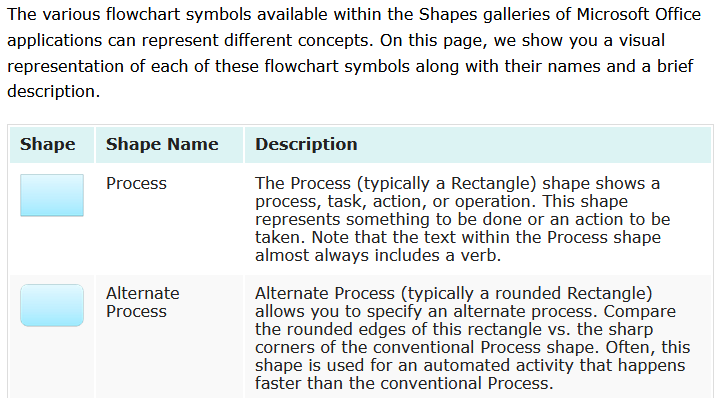 The various flowchart symbols available within the Shapes galleries of Microsoft Office
applications can represent different concepts. On this page, we show you a visual
representation of each of these flowchart symbols along with their names and a brief
description.
Shape Shape Name Description
Process
The Process (typically a Rectangle) shape shows a
process, task, action, or operation. This shape
represents something to be done or an action to be
taken. Note that the text within the Process shape
almost always includes a verb.
Alternate
Process
Alternate Process (typically a rounded Rectangle)
allows you to specify an alternate process. Compare
the rounded edges of this rectangle vs. the sharp
corners of the conventional Process shape. Often, this
shape is used for an automated activity that happens
faster than the conventional Process.